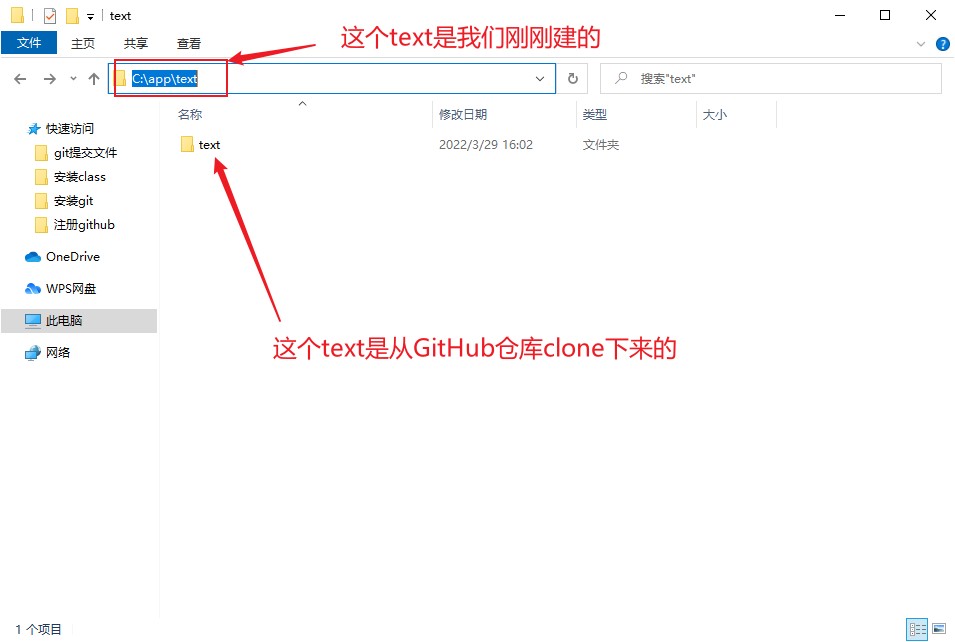 text
文件 主页 共享 查看
这个text是我们刚刚建的
C:\app\text
搜索"text"
名称 修改日期 类型 大小
text 2022/3/29 16:02 文件夹
快速访问
git提交文件
安装class
安装git
注册github
OneDrive
WPS网盘
此电脑
网络
这个text是从GitHub仓库clone下来的
1 个项目